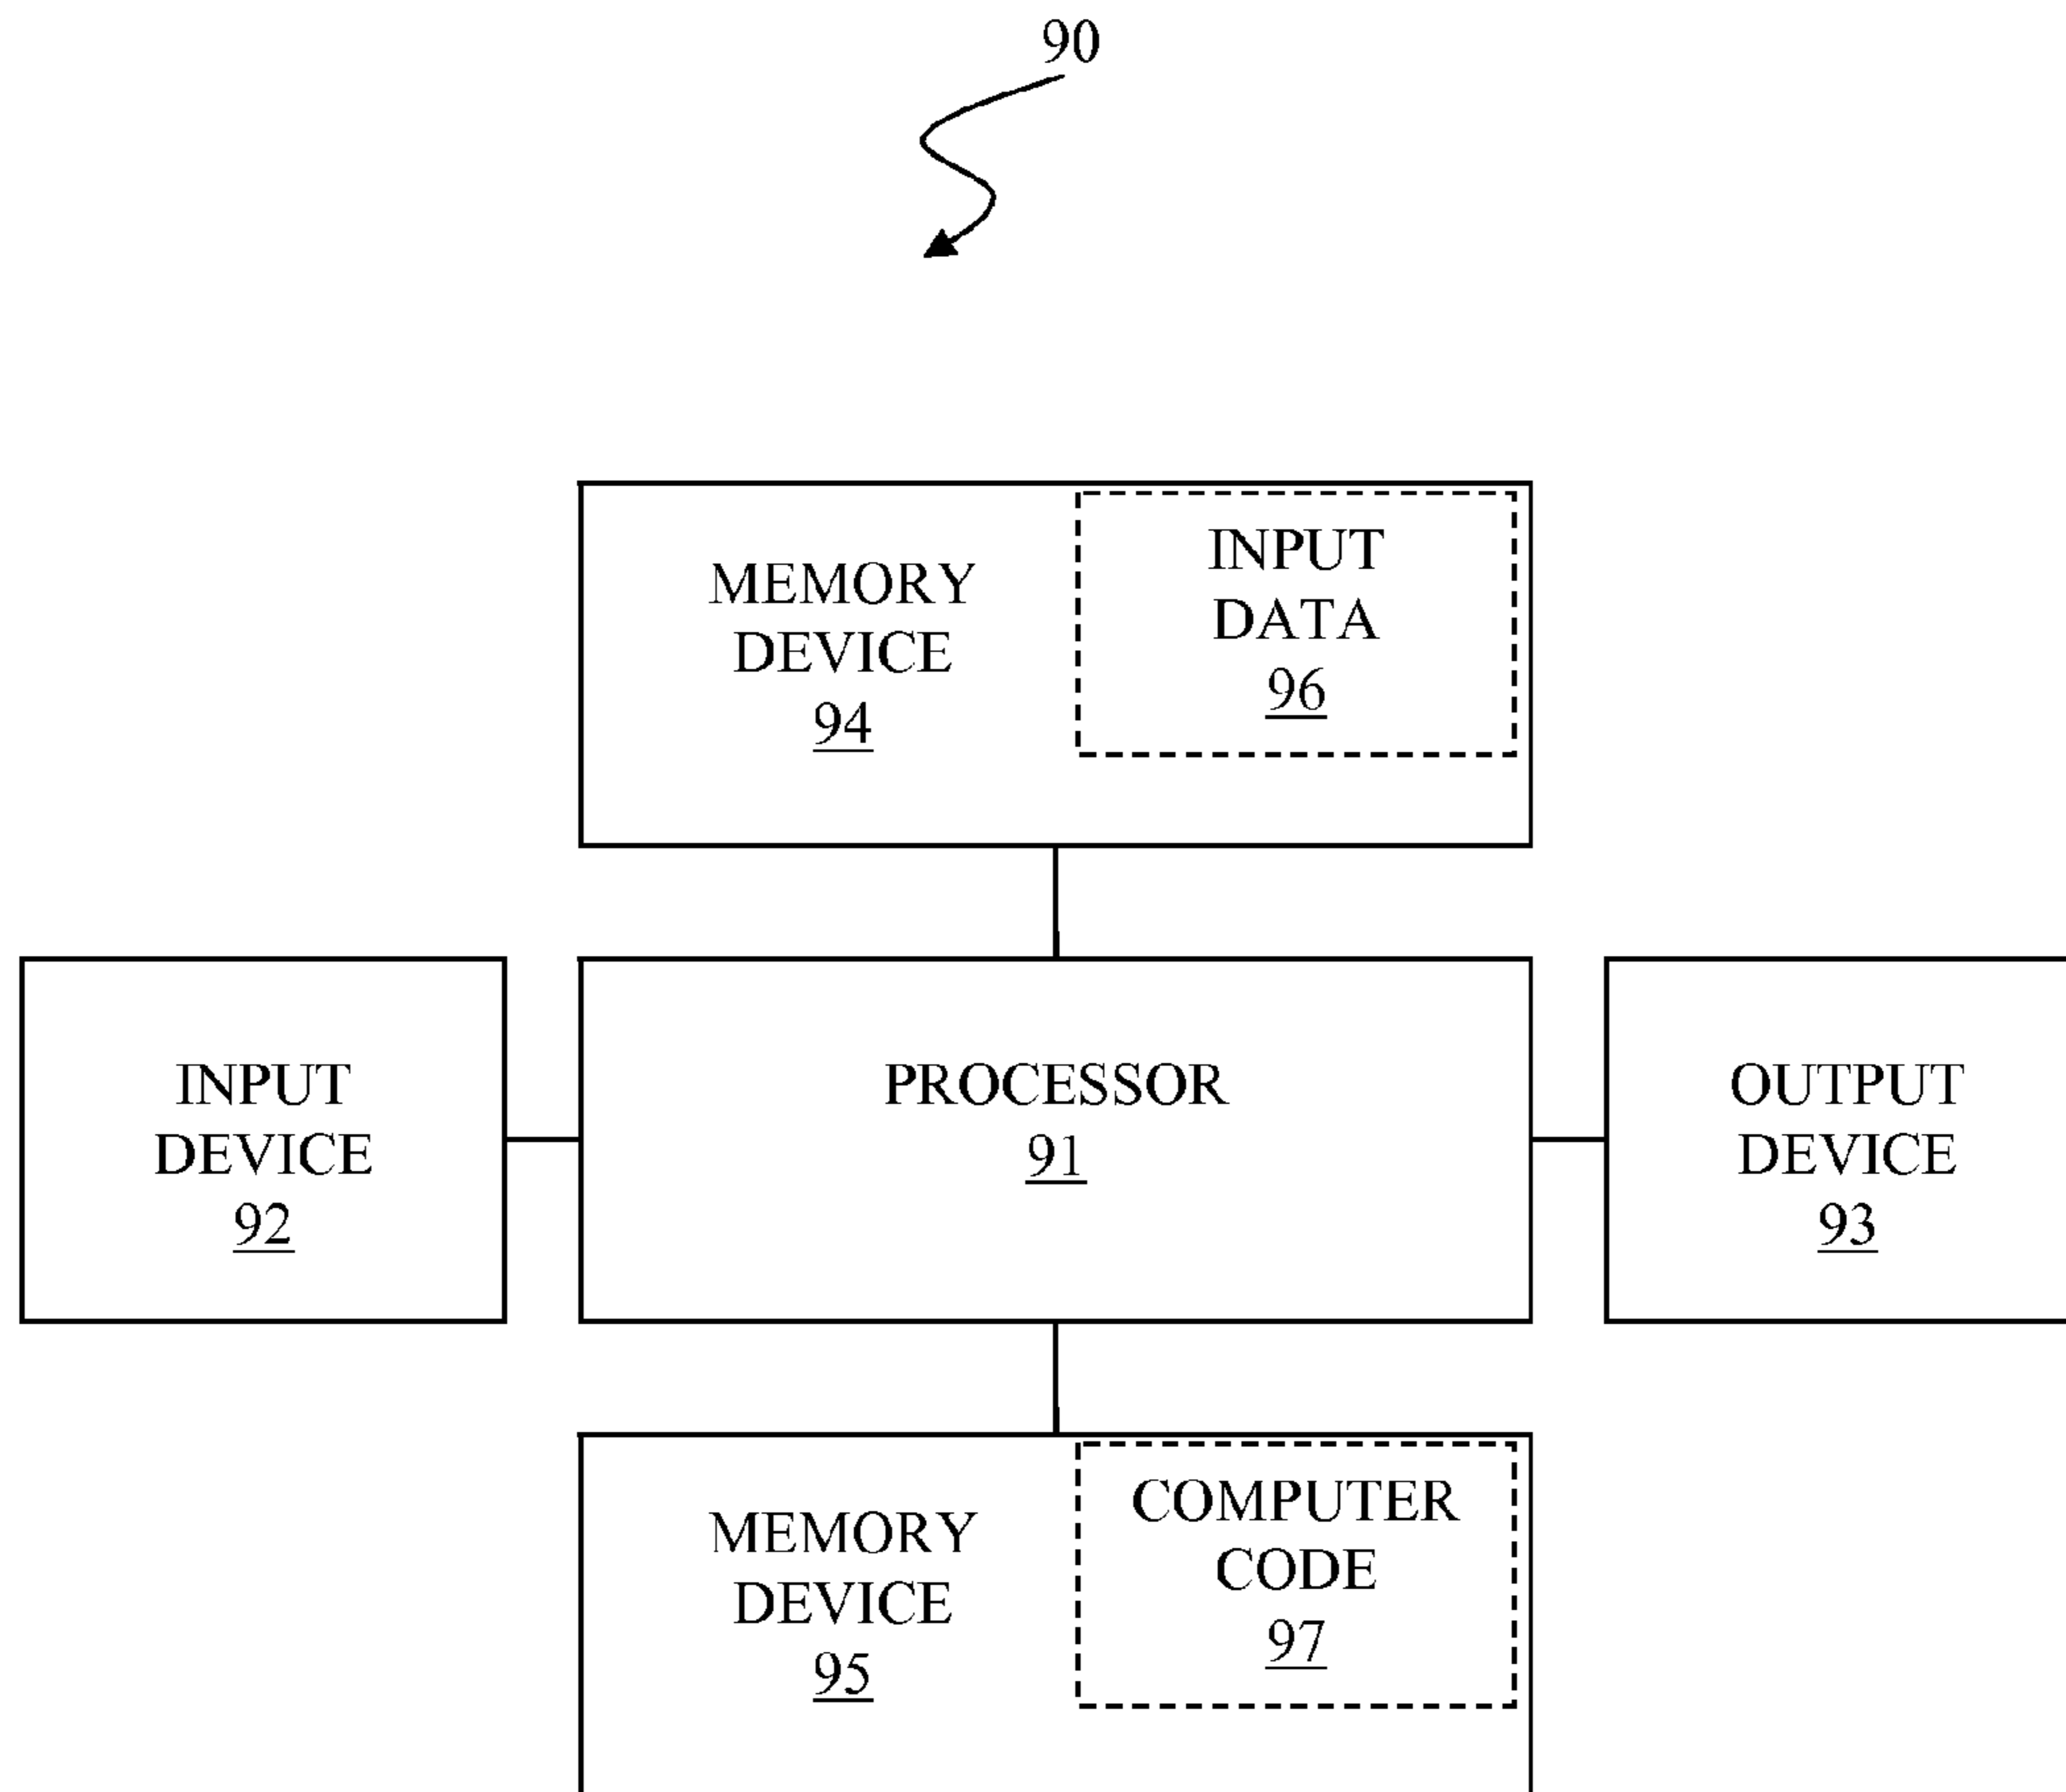 90
MEMORY
DEVICE
94
INPUT
DATA
96
INPUT
DEVICE
92
PROCESSOR
91
OUTPUT
DEVICE
93
MEMORY
DEVICE
95
COMPUTER
CODE
97